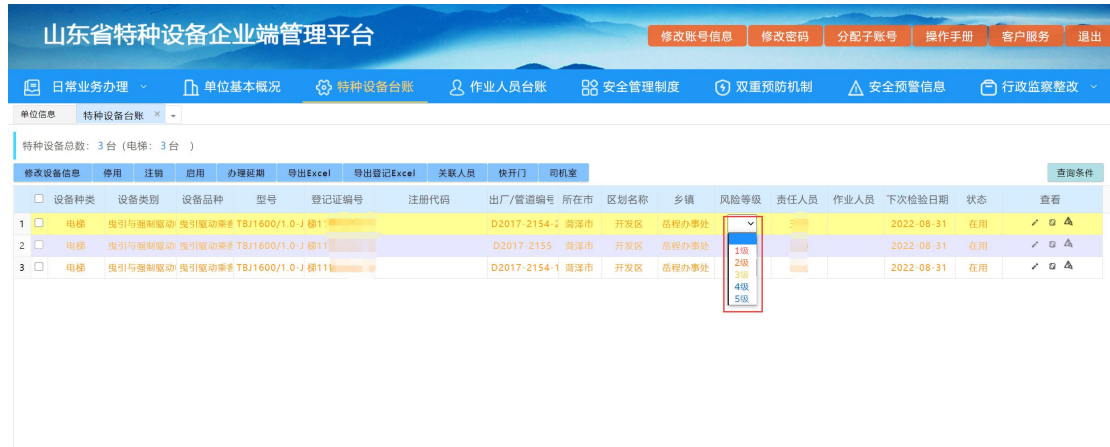 山东省特种设备企业端管理平台
修改账号信息 修改密码 分配子账号 操作手册 客户服务 退出
日常业务办理 单位基本概况 特种设备台账 作业人员台账 安全管理制度 双重预防机制 安全预警信息 行政监察整改
单位信息 特种设备台账 ×
特种设备总数: 3台 (电梯: 3台 )
修改设备信息 停用 注销 启用 办理延期 导出Excel 导出登记Excel 关联人员 快开门 司机室 查询条件
设备种类 设备类别 设备品种 型号 登记证编号 注册代码 出厂/管道编号 所在市 区划名称 乡镇 风险等级 责任人员 作业人员 下次检验日期 状态 查看
1 电梯 曳引与强制驱动 曳引驱动乘客 TBJ1600/1.0-J 梯11 D2017-2154-2 菏泽市 开发区 岳程办事处 2022-08-31 在用
2 电梯 曳引与强制驱动 曳引驱动乘客 TBJ1600/1.0-J 梯11 D2017-2155 菏泽市 开发区 岳程办事处 2022-08-31 在用
3 电梯 曳引与强制驱动 曳引驱动乘客 TBJ1600/1.0-J 梯11 D2017-2154-1 菏泽市 开发区 岳程办事处 2022-08-31 在用
1级
2级
3级
4级
5级